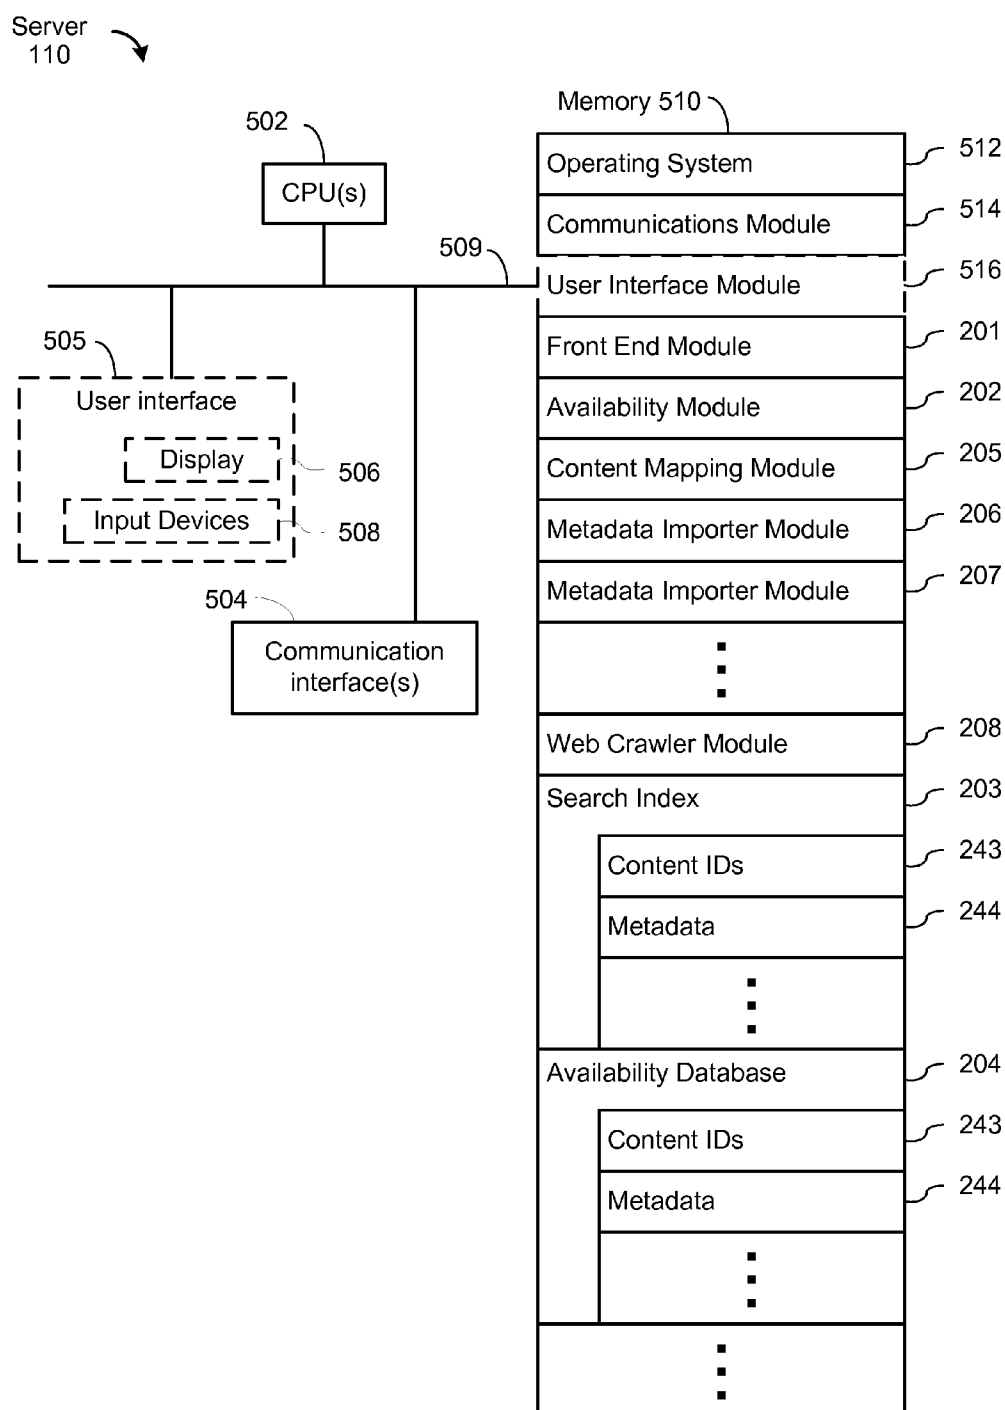 Server
110
Memory 510
502
CPU(s)
509
505
User interface
Display
506
Input Devices
508
504
Communication
interface(s)
Operating System
512
Communications Module
514
User Interface Module
516
Front End Module
201
Availability Module
202
Content Mapping Module
205
Metadata Importer Module
206
Metadata Importer Module
207
Web Crawler Module
208
Search Index
203
Content IDs
243
Metadata
244
Availability Database
204
Content IDs
243
Metadata
244